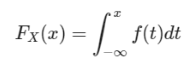 F_X(x) = ∫_{-∞}^{x} f(t)dt